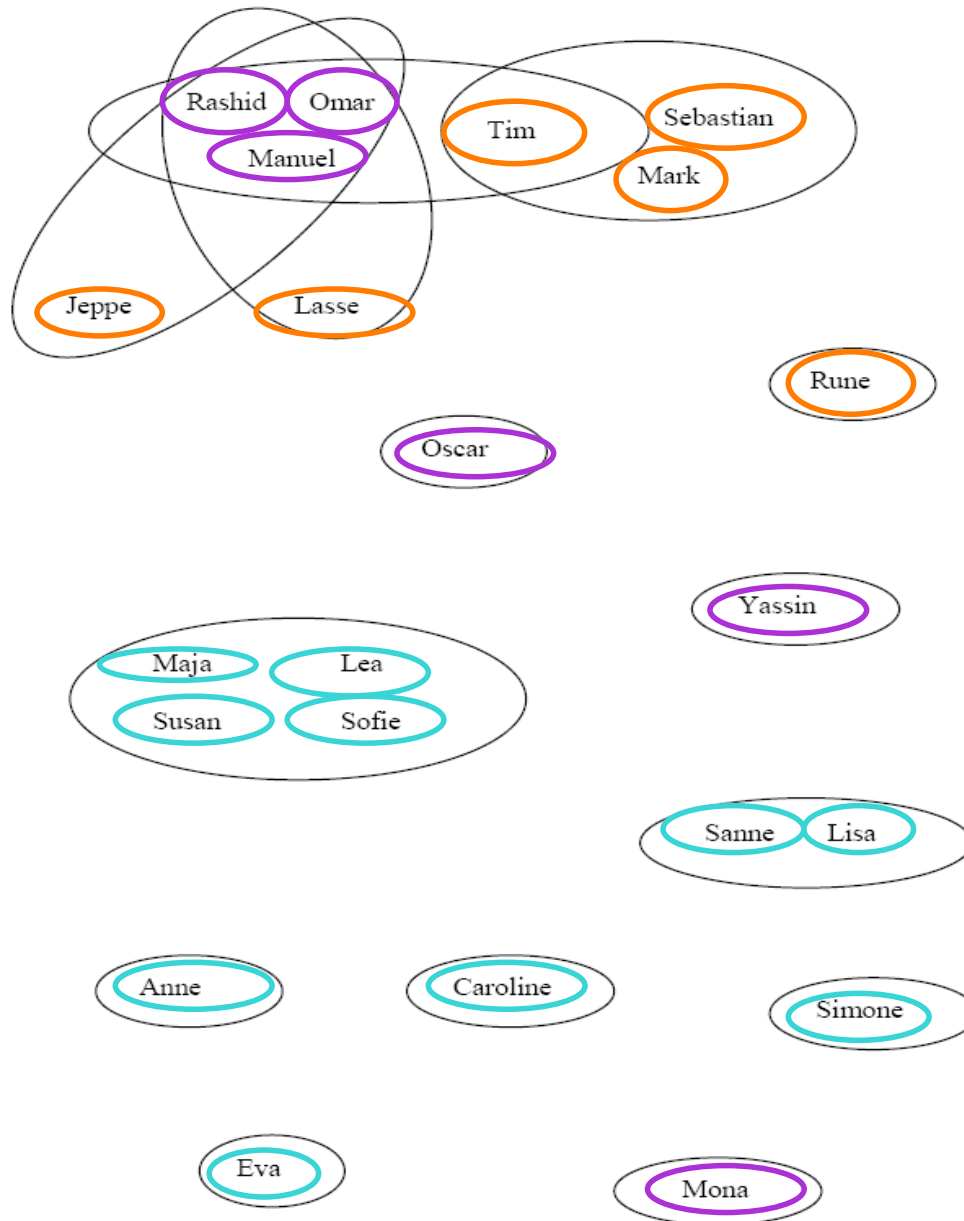 Rashid Omar
Sebastian
Tim
Manuel
Mark
Jeppe Lasse
Rune
Oscar
Yassin
Maja Lea
Susan Sofie
Sanne Lisa
Anne Caroline
Simone
Eva
Mona